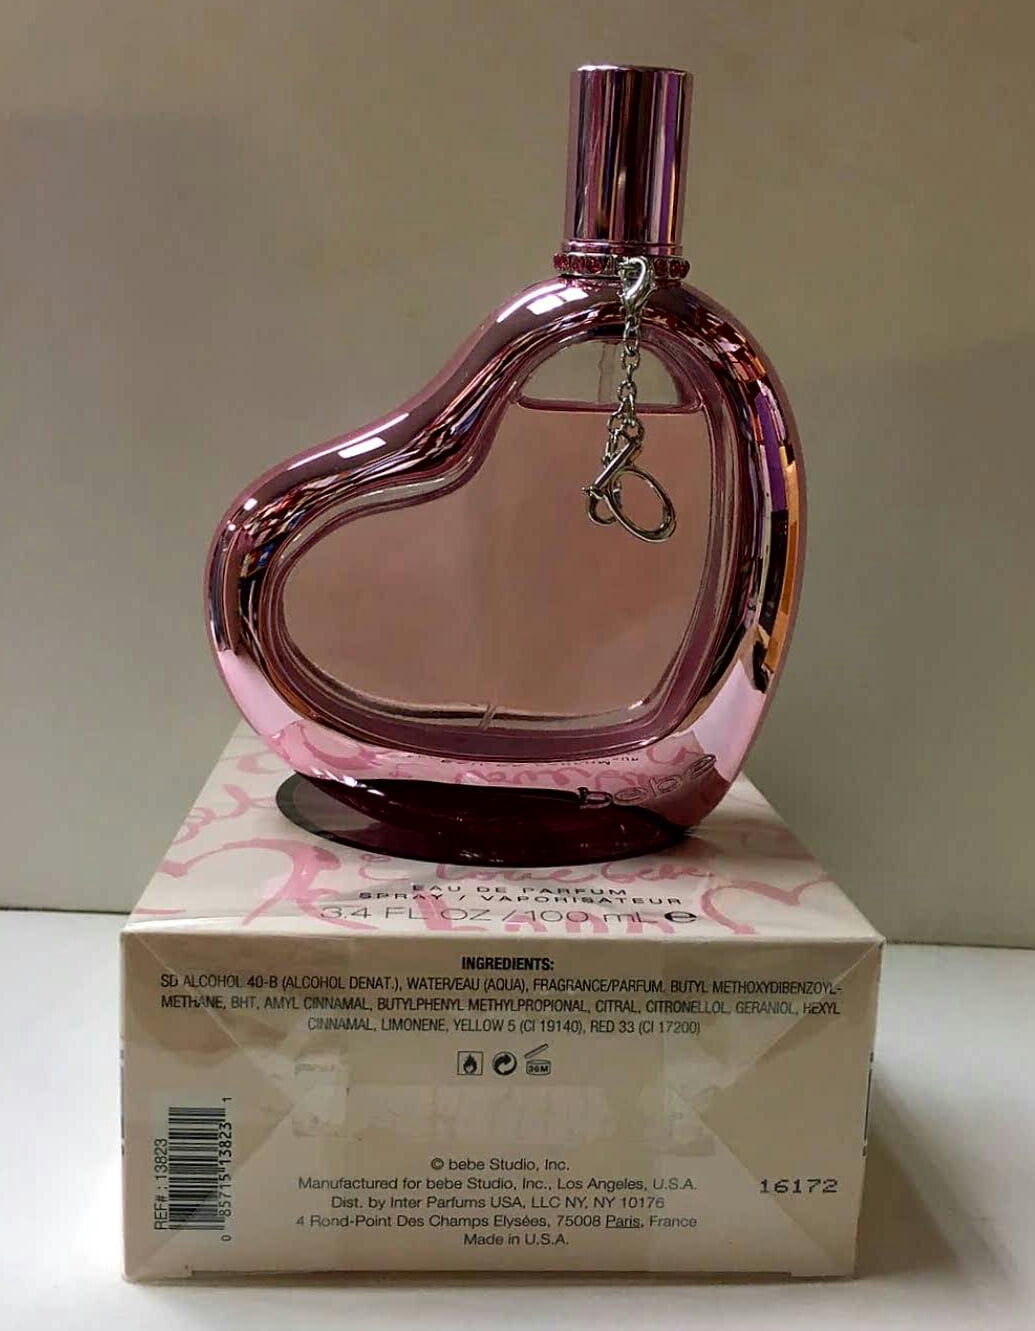 bebe
EAU DE PARFUM
SPRAY / VAPORISATEUR
3.4 FL OZ / 100 mL e
INGREDIENTS:
SD ALCOHOL 40-B (ALCOHOL DENAT.), WATER/EAU (AQUA), FRAGRANCE/PARFUM, BUTYL METHOXYDIBENZOYL-
METHANE, BHT, AMYL CINNAMAL, BUTYLPHENYL METHYLPROPIONAL, CITRAL, CITRONELLOL, GERANIOL, HEXYL
CINNAMAL, LIMONENE, YELLOW 5 (CI 19140), RED 33 (CI 17200)
36M
REF#: 13823
0 85715 13823 1
© bebe Studio, Inc.
Manufactured for bebe Studio, Inc., Los Angeles, U.S.A.
Dist. by Inter Parfums USA, LLC NY, NY 10176
4 Rond-Point Des Champs Elysées, 75008 Paris, France
Made in U.S.A.
16172